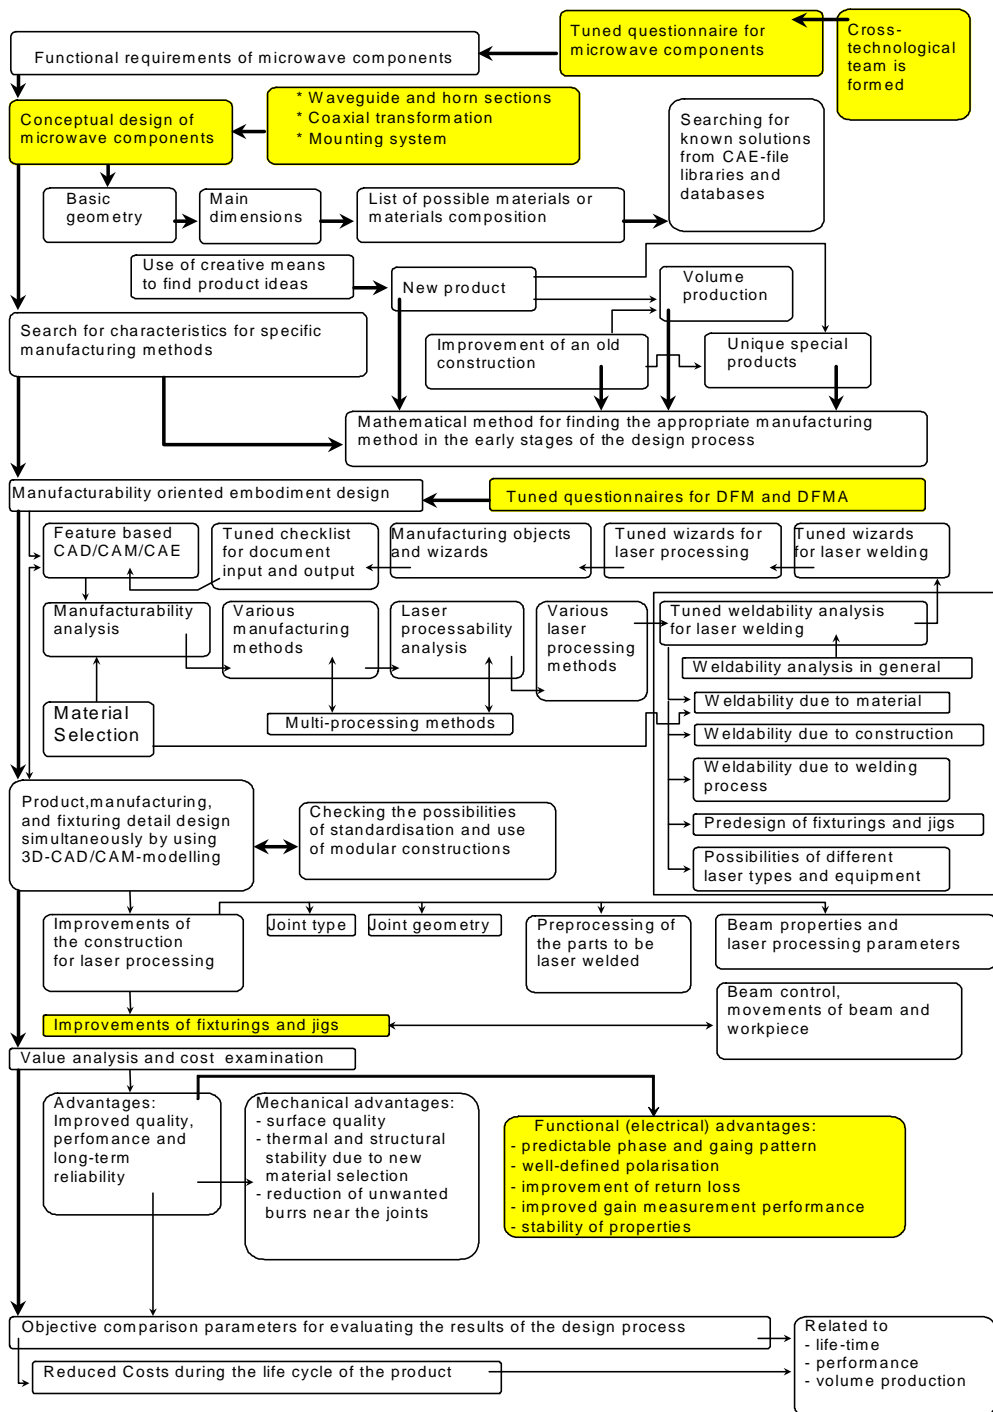 Tuned questionnaire for
microwave components
Cross-
technological
team is
formed
Functional requirements of microwave components
Conceptual design of
microwave components
* Waveguide and horn sections
* Coaxial transformation
* Mounting system
Searching for
known solutions
from CAE-file
libraries and
databases
Basic
geometry
Main
dimensions
List of possible materials or
materials composition
Use of creative means
to find product ideas
New product
Volume
production
Search for characteristics for specific
manufacturing methods
Improvement of an old
construction
Unique special
products
Mathematical method for finding the appropriate manufacturing
method in the early stages of the design process
Manufacturability oriented embodiment design
Tuned questionnaires for DFM and DFMA
Feature based
CAD/CAM/CAE
Tuned checklist
for document
input and output
Manufacturing objects
and wizards
Tuned wizards for
laser processing
Tuned wizards
for laser welding
Manufacturability
analysis
Various
manufacturing
methods
Laser
processability
analysis
Various
laser
processing
methods
Tuned weldability analysis
for laser welding
Weldability analysis in general
Material
Selection
Multi-processing methods
Weldability due to material
Weldability due to construction
Weldability due to welding
process
Predesign of fixturings and jigs
Possibilities of different
laser types and equipment
Product,manufacturing,
and fixturing detail design
simultaneously by using
3D-CAD/CAM-modelling
Checking the possibilities
of standardisation and use
of modular constructions
Improvements of
the construction
for laser processing
Joint type
Joint geometry
Preprocessing of
the parts to be
laser welded
Beam properties and
laser processing parameters
Improvements of fixturings and jigs
Beam control,
movements of beam and
workpiece
Value analysis and cost examination
Advantages:
Improved quality,
perfomance and
long-term
reliability
Mechanical advantages:
- surface quality
- thermal and structural
stability due to new
material selection
- reduction of unwanted
burrs near the joints
Functional (electrical) advantages:
- predictable phase and gaing pattern
- well-defined polarisation
- improvement of return loss
- improved gain measurement performance
- stability of properties
Objective comparison parameters for evaluating the results of the design process
Related to
- life-time
- performance
- volume production
Reduced Costs during the life cycle of the product